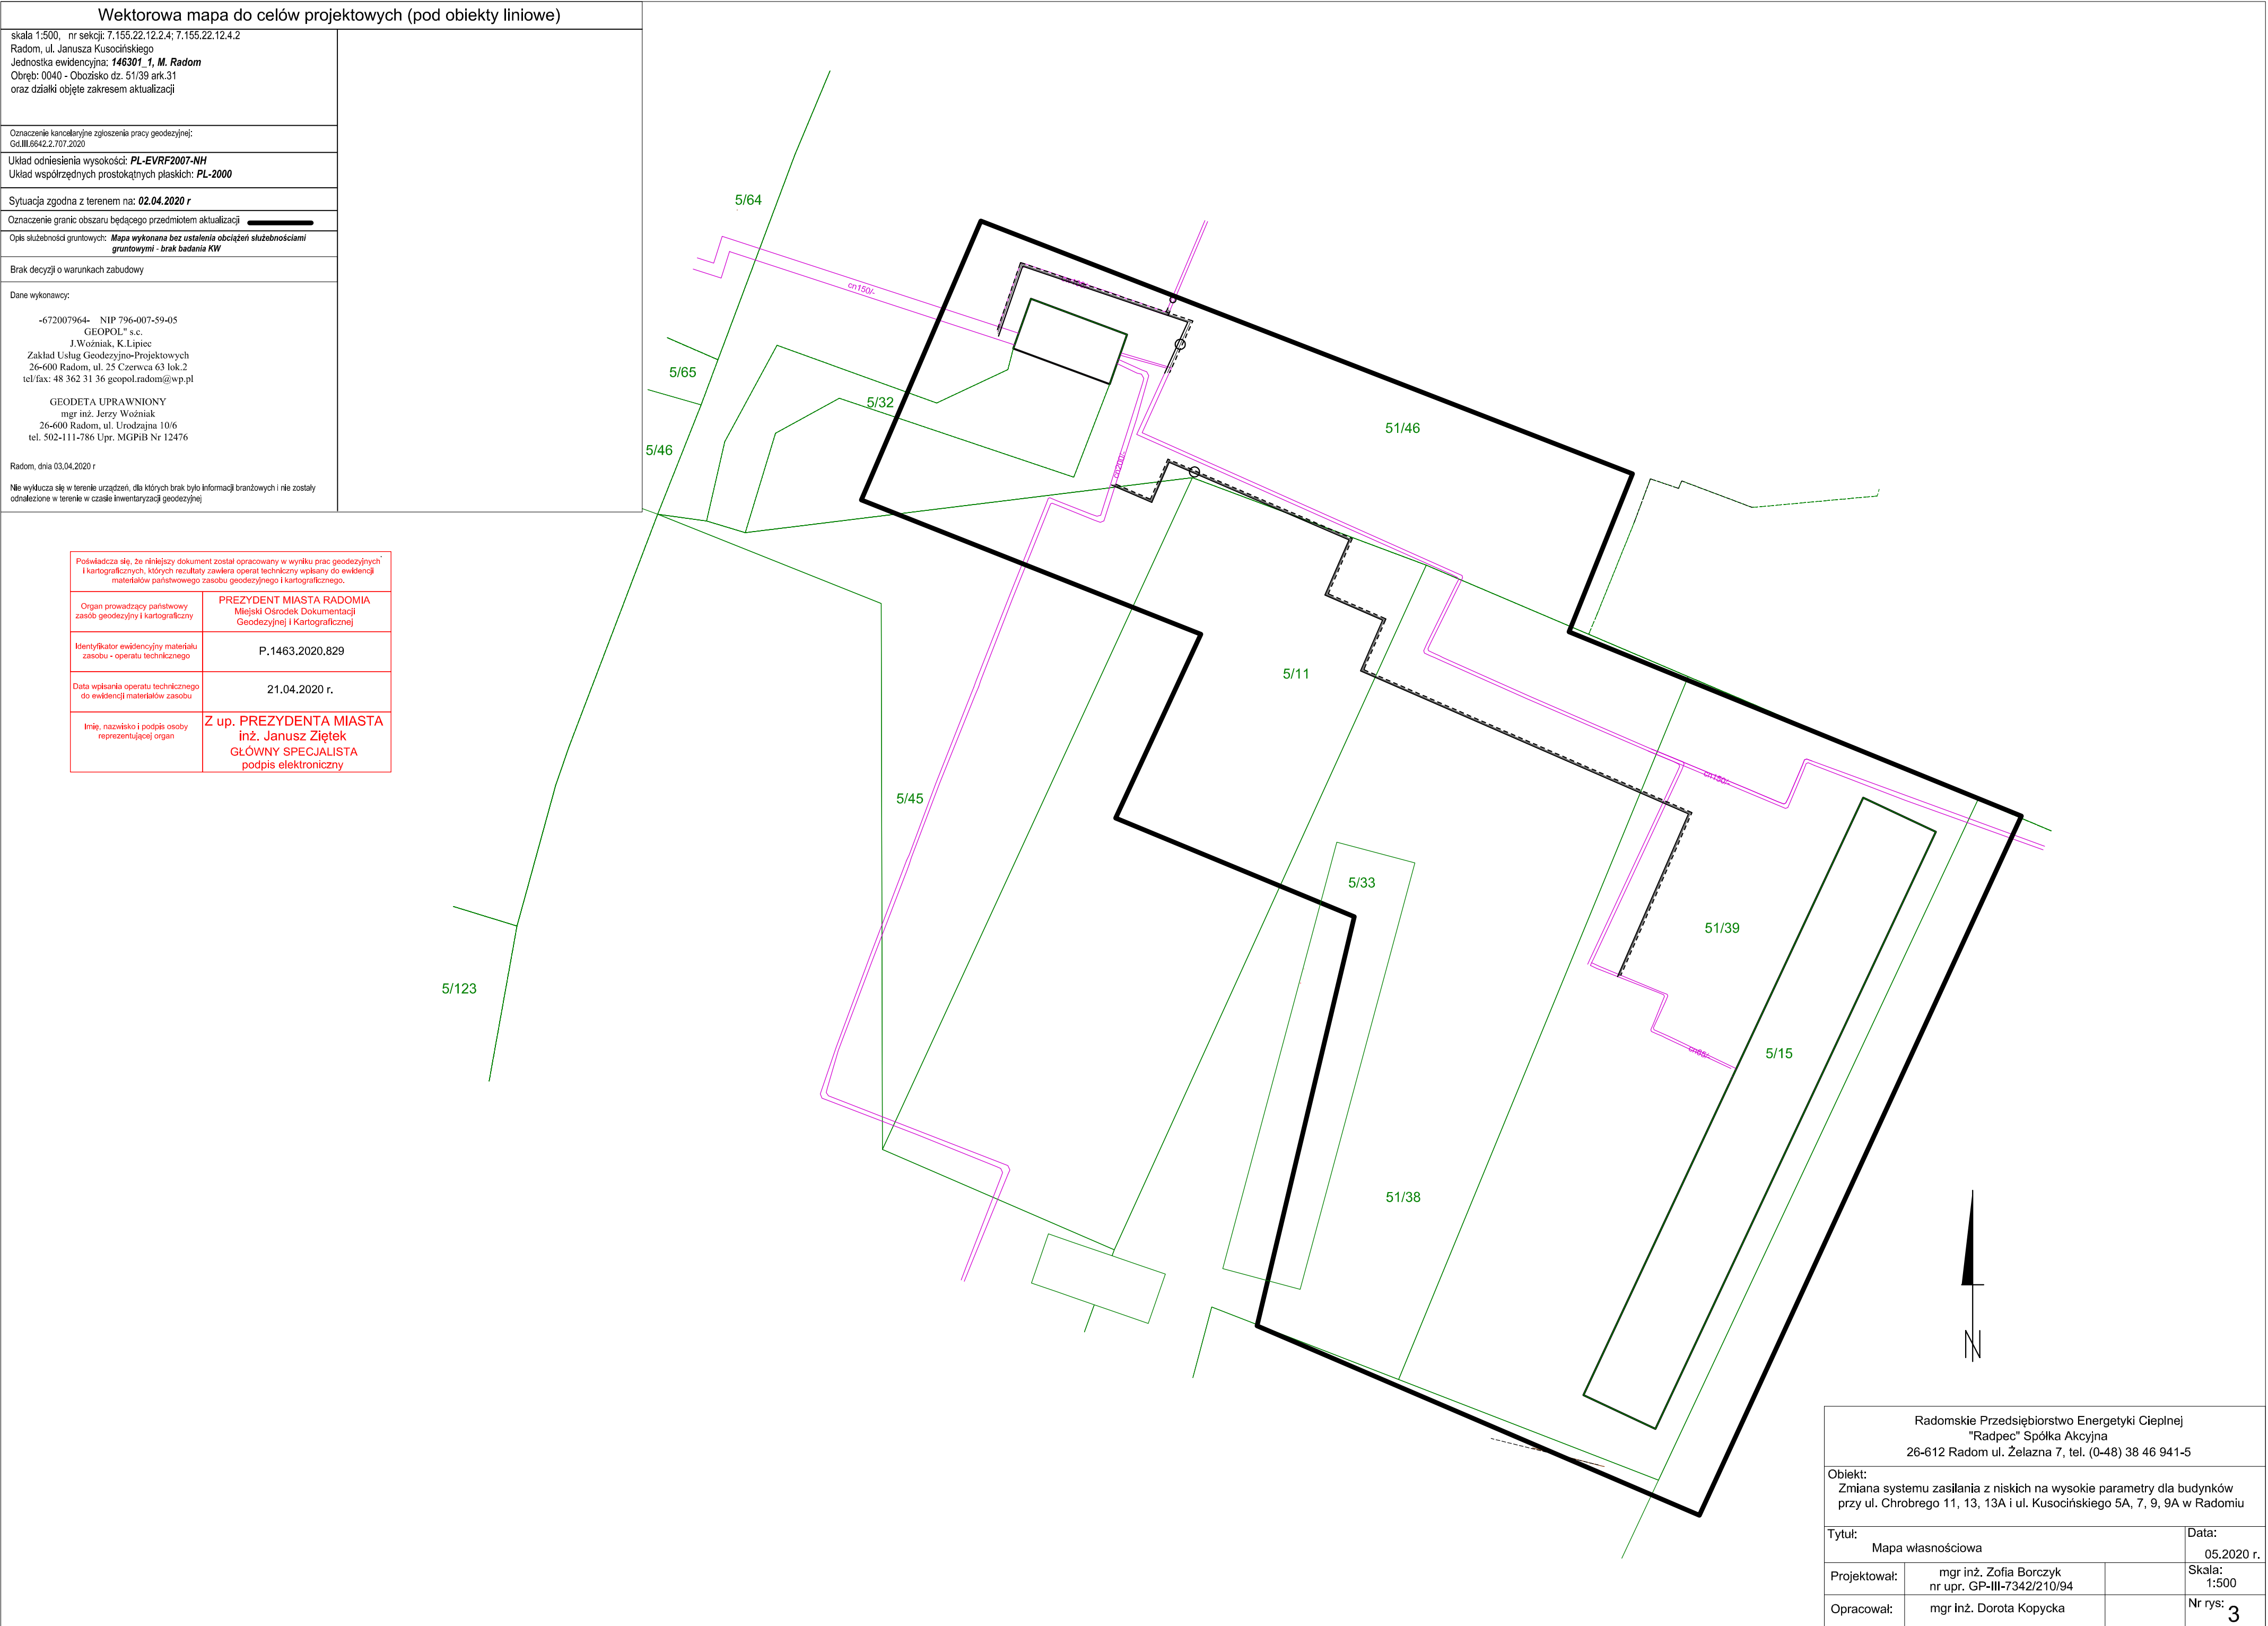 Wektorowa mapa do celów projektowych (pod obiekty liniowe)
skala 1:500, nr sekcji: 7.155.22.12.2.4; 7.155.22.12.4.2
Radom, ul. Janusza Kusocińskiego
Jednostka ewidencyjna: 146301_1, M. Radom
Obręb: 0040 - Obozisko dz. 51/39 ark.31
oraz działki objęte zakresem aktualizacji
Oznaczenie kancelaryjne zgłoszenia pracy geodezyjnej:
Gd.III.6642.2.707.2020
Układ odniesienia wysokości: PL-EVRF2007-NH
Układ współrzędnych prostokątnych płaskich: PL-2000
Sytuacja zgodna z terenem na: 02.04.2020 r
Oznaczenie granic obszaru będącego przedmiotem aktualizacji
Opis służebności gruntowych: Mapa wykonana bez ustalenia obciążeń służebnościami
gruntowymi - brak badania KW
Brak decyzji o warunkach zabudowy
Dane wykonawcy:
-672007964- NIP 796-007-59-05
GEOPOL" s.c.
J.Woźniak, K.Lipiec
Zakład Usług Geodezyjno-Projektowych
26-600 Radom, ul. 25 Czerwca 63 lok.2
tel/fax: 48 362 31 36 geopol.radom@wp.pl
GEODETA UPRAWNIONY
mgr inż. Jerzy Woźniak
26-600 Radom, ul. Urodzajna 10/6
tel. 502-111-786 Upr. MGPiB Nr 12476
Radom, dnia 03.04.2020 r
Nie wyklucza się w terenie urządzeń, dla których brak było informacji branżowych i nie zostały
odnalezione w terenie w czasie inwentaryzacji geodezyjnej
Poświadcza się, że niniejszy dokument został opracowany w wyniku prac geodezyjnych
i kartograficznych, których rezultaty zawiera operat techniczny wpisany do ewidencji
materiałów państwowego zasobu geodezyjnego i kartograficznego.
Organ prowadzący państwowy
zasób geodezyjny i kartograficzny
PREZYDENT MIASTA RADOMIA
Miejski Ośrodek Dokumentacji
Geodezyjnej i Kartograficznej
Identyfikator ewidencyjny materiału
zasobu - operatu technicznego
P.1463.2020.829
Data wpisania operatu technicznego
do ewidencji materiałów zasobu
21.04.2020 r.
Imię, nazwisko i podpis osoby
reprezentującej organ
Z up. PREZYDENTA MIASTA
inż. Janusz Ziętek
GŁÓWNY SPECJALISTA
podpis elektroniczny
5/64
cn150/-
5/65
5/32
5/46
51/46
cn200/-
5/11
cn150/-
5/45
5/33
51/39
5/123
5/15
cn65/-
51/38
N
Radomskie Przedsiębiorstwo Energetyki Cieplnej
"Radpec" Spółka Akcyjna
26-612 Radom ul. Żelazna 7, tel. (0-48) 38 46 941-5
Obiekt:
Zmiana systemu zasilania z niskich na wysokie parametry dla budynków
przy ul. Chrobrego 11, 13, 13A i ul. Kusocińskiego 5A, 7, 9, 9A w Radomiu
Tytuł:
Mapa własnościowa
Data:
05.2020 r.
Projektował:
mgr inż. Zofia Borczyk
nr upr. GP-III-7342/210/94
Skala:
1:500
Opracował:
mgr inż. Dorota Kopycka
Nr rys: 3